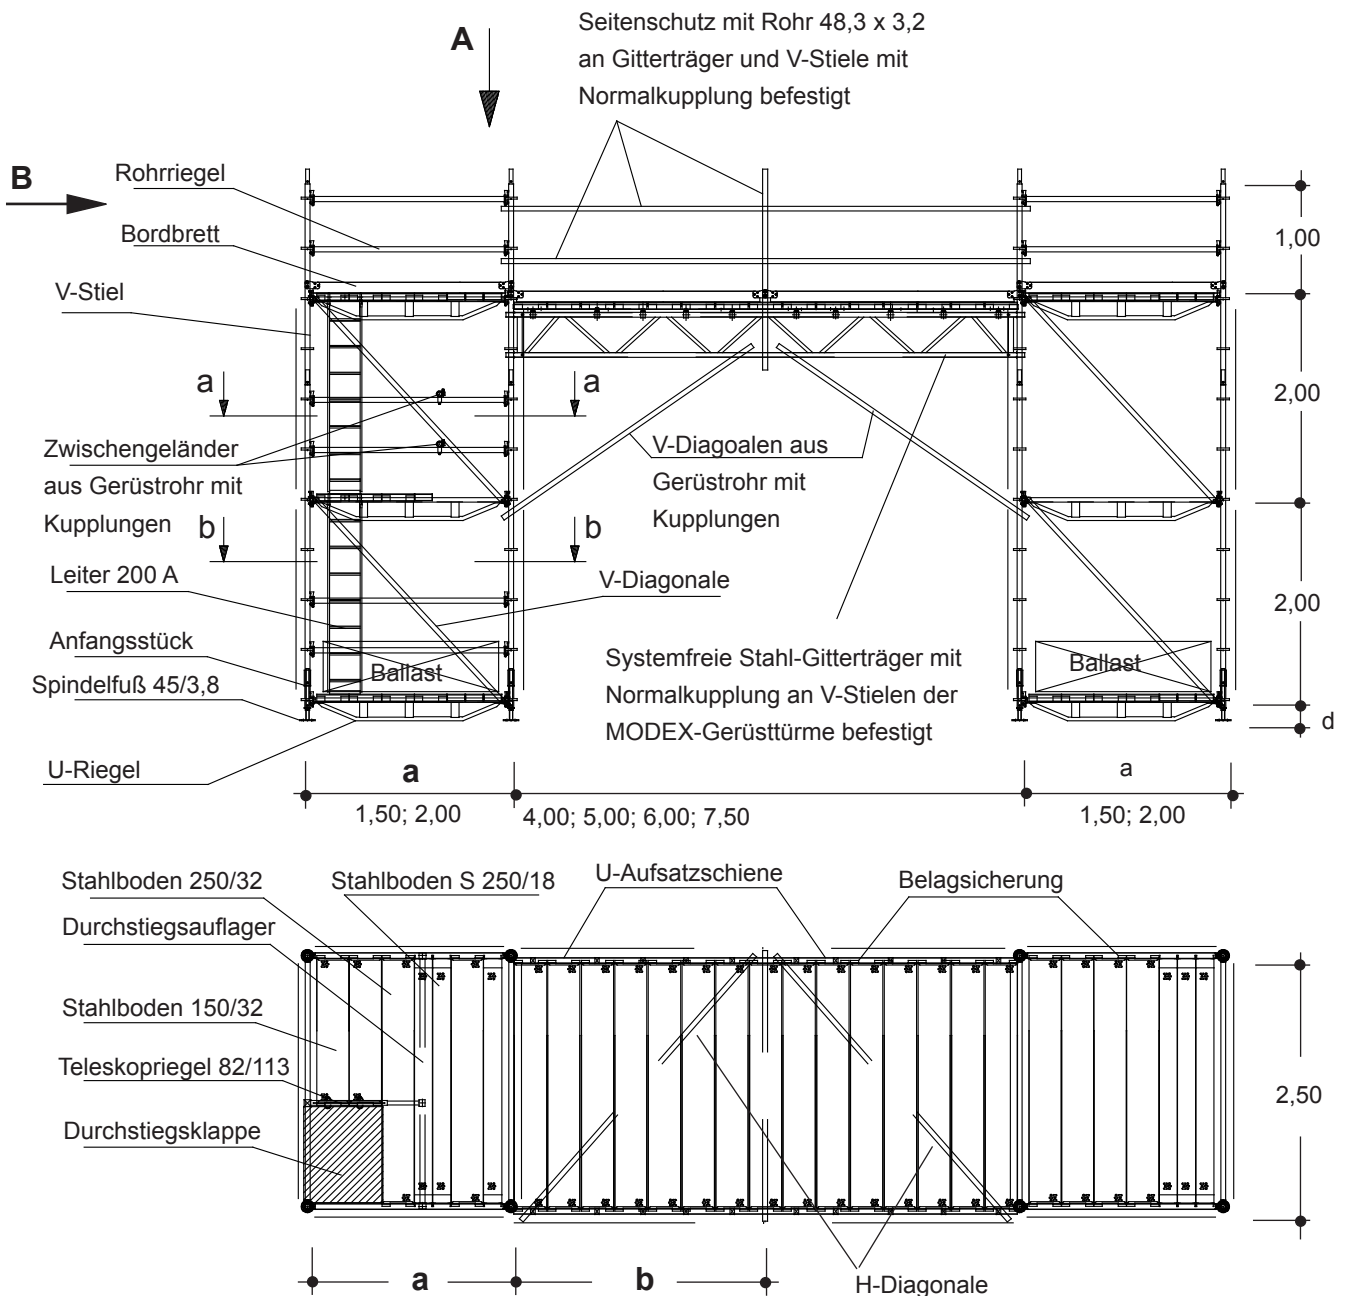 A
Seitenschutz mit Rohr 48,3 x 3,2
an Gitterträger und V-Stiele mit
Normalkupplung befestigt
B
Rohrriegel
Bordbrett
V-Stiel
1,00
2,00
2,00
d
a
a
Zwischengeländer
aus Gerüstrohr mit
Kupplungen
b
b
V-Diagoalen aus
Gerüstrohr mit
Kupplungen
Leiter 200 A
V-Diagonale
Anfangsstück
Spindelfuß 45/3,8
U-Riegel
Ballast
Ballast
Systemfreie Stahl-Gitterträger mit
Normalkupplung an V-Stielen der
MODEX-Gerüsttürme befestigt
a
a
1,50; 2,00
4,00; 5,00; 6,00; 7,50
1,50; 2,00
Stahlboden 250/32
Stahlboden S 250/18
U-Aufsatzschiene
Belagsicherung
Durchstiegsauflager
Stahlboden 150/32
Teleskopriegel 82/113
Durchstiegsklappe
2,50
a
b
H-Diagonale